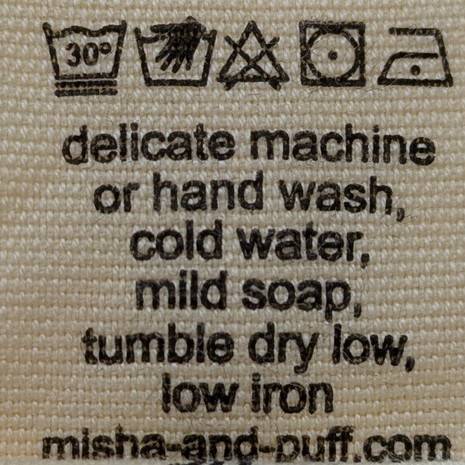 30°
delicate machine
or hand wash,
cold water,
mild soap,
tumble dry low,
low iron
misha-and-puff.com